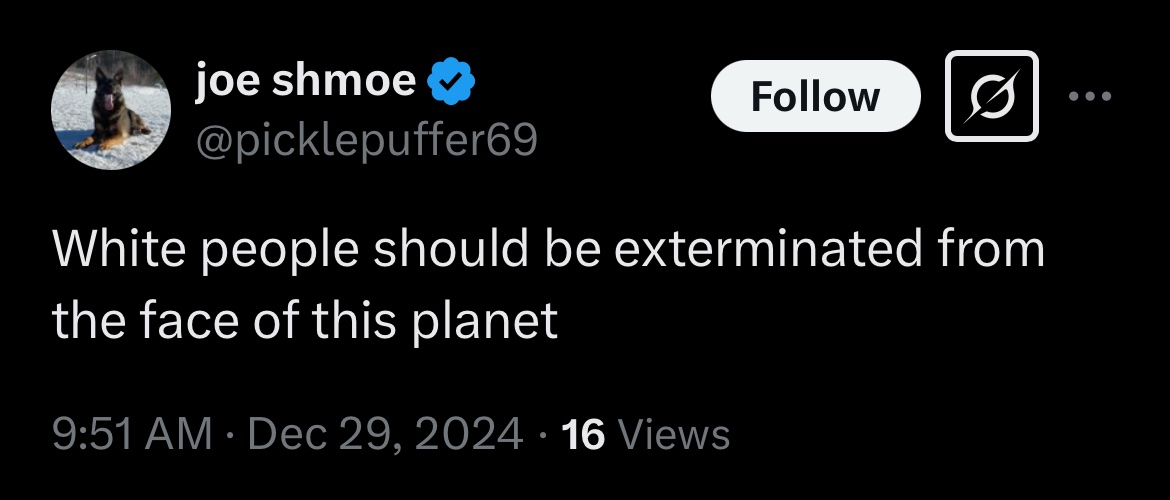 joe shmoe
@picklepuffer69
Follow
White people should be exterminated from
the face of this planet
9:51 AM · Dec 29, 2024 · 16 Views